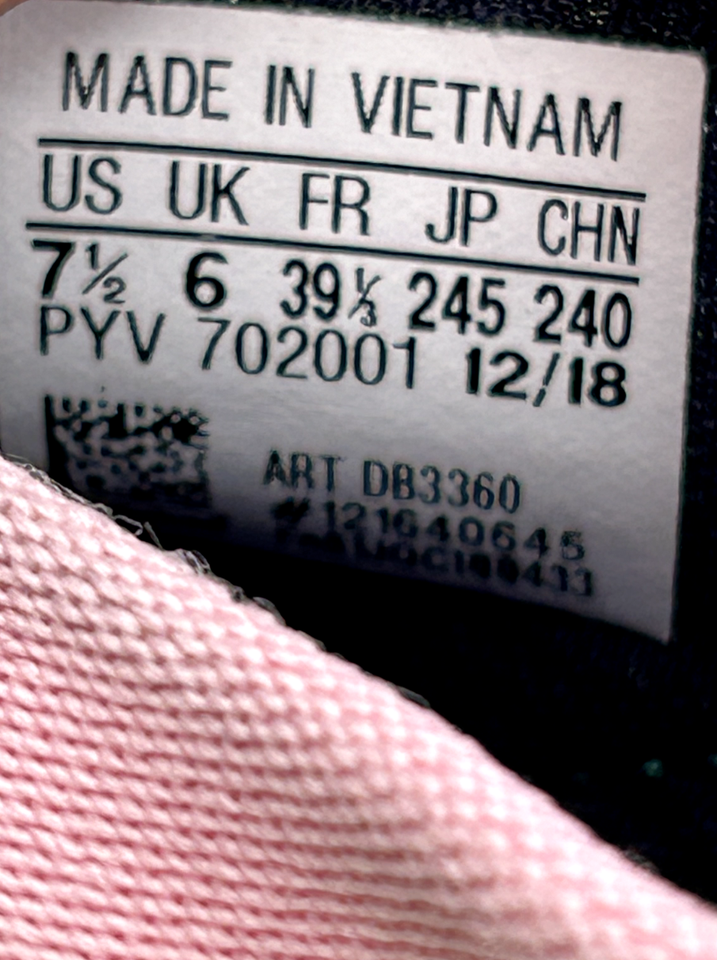 MADE IN VIETNAM
US UK FR JP CHN
7½ 6 39⅓ 245 240
PYV 702001 12/18
ART DB3360
#121640645